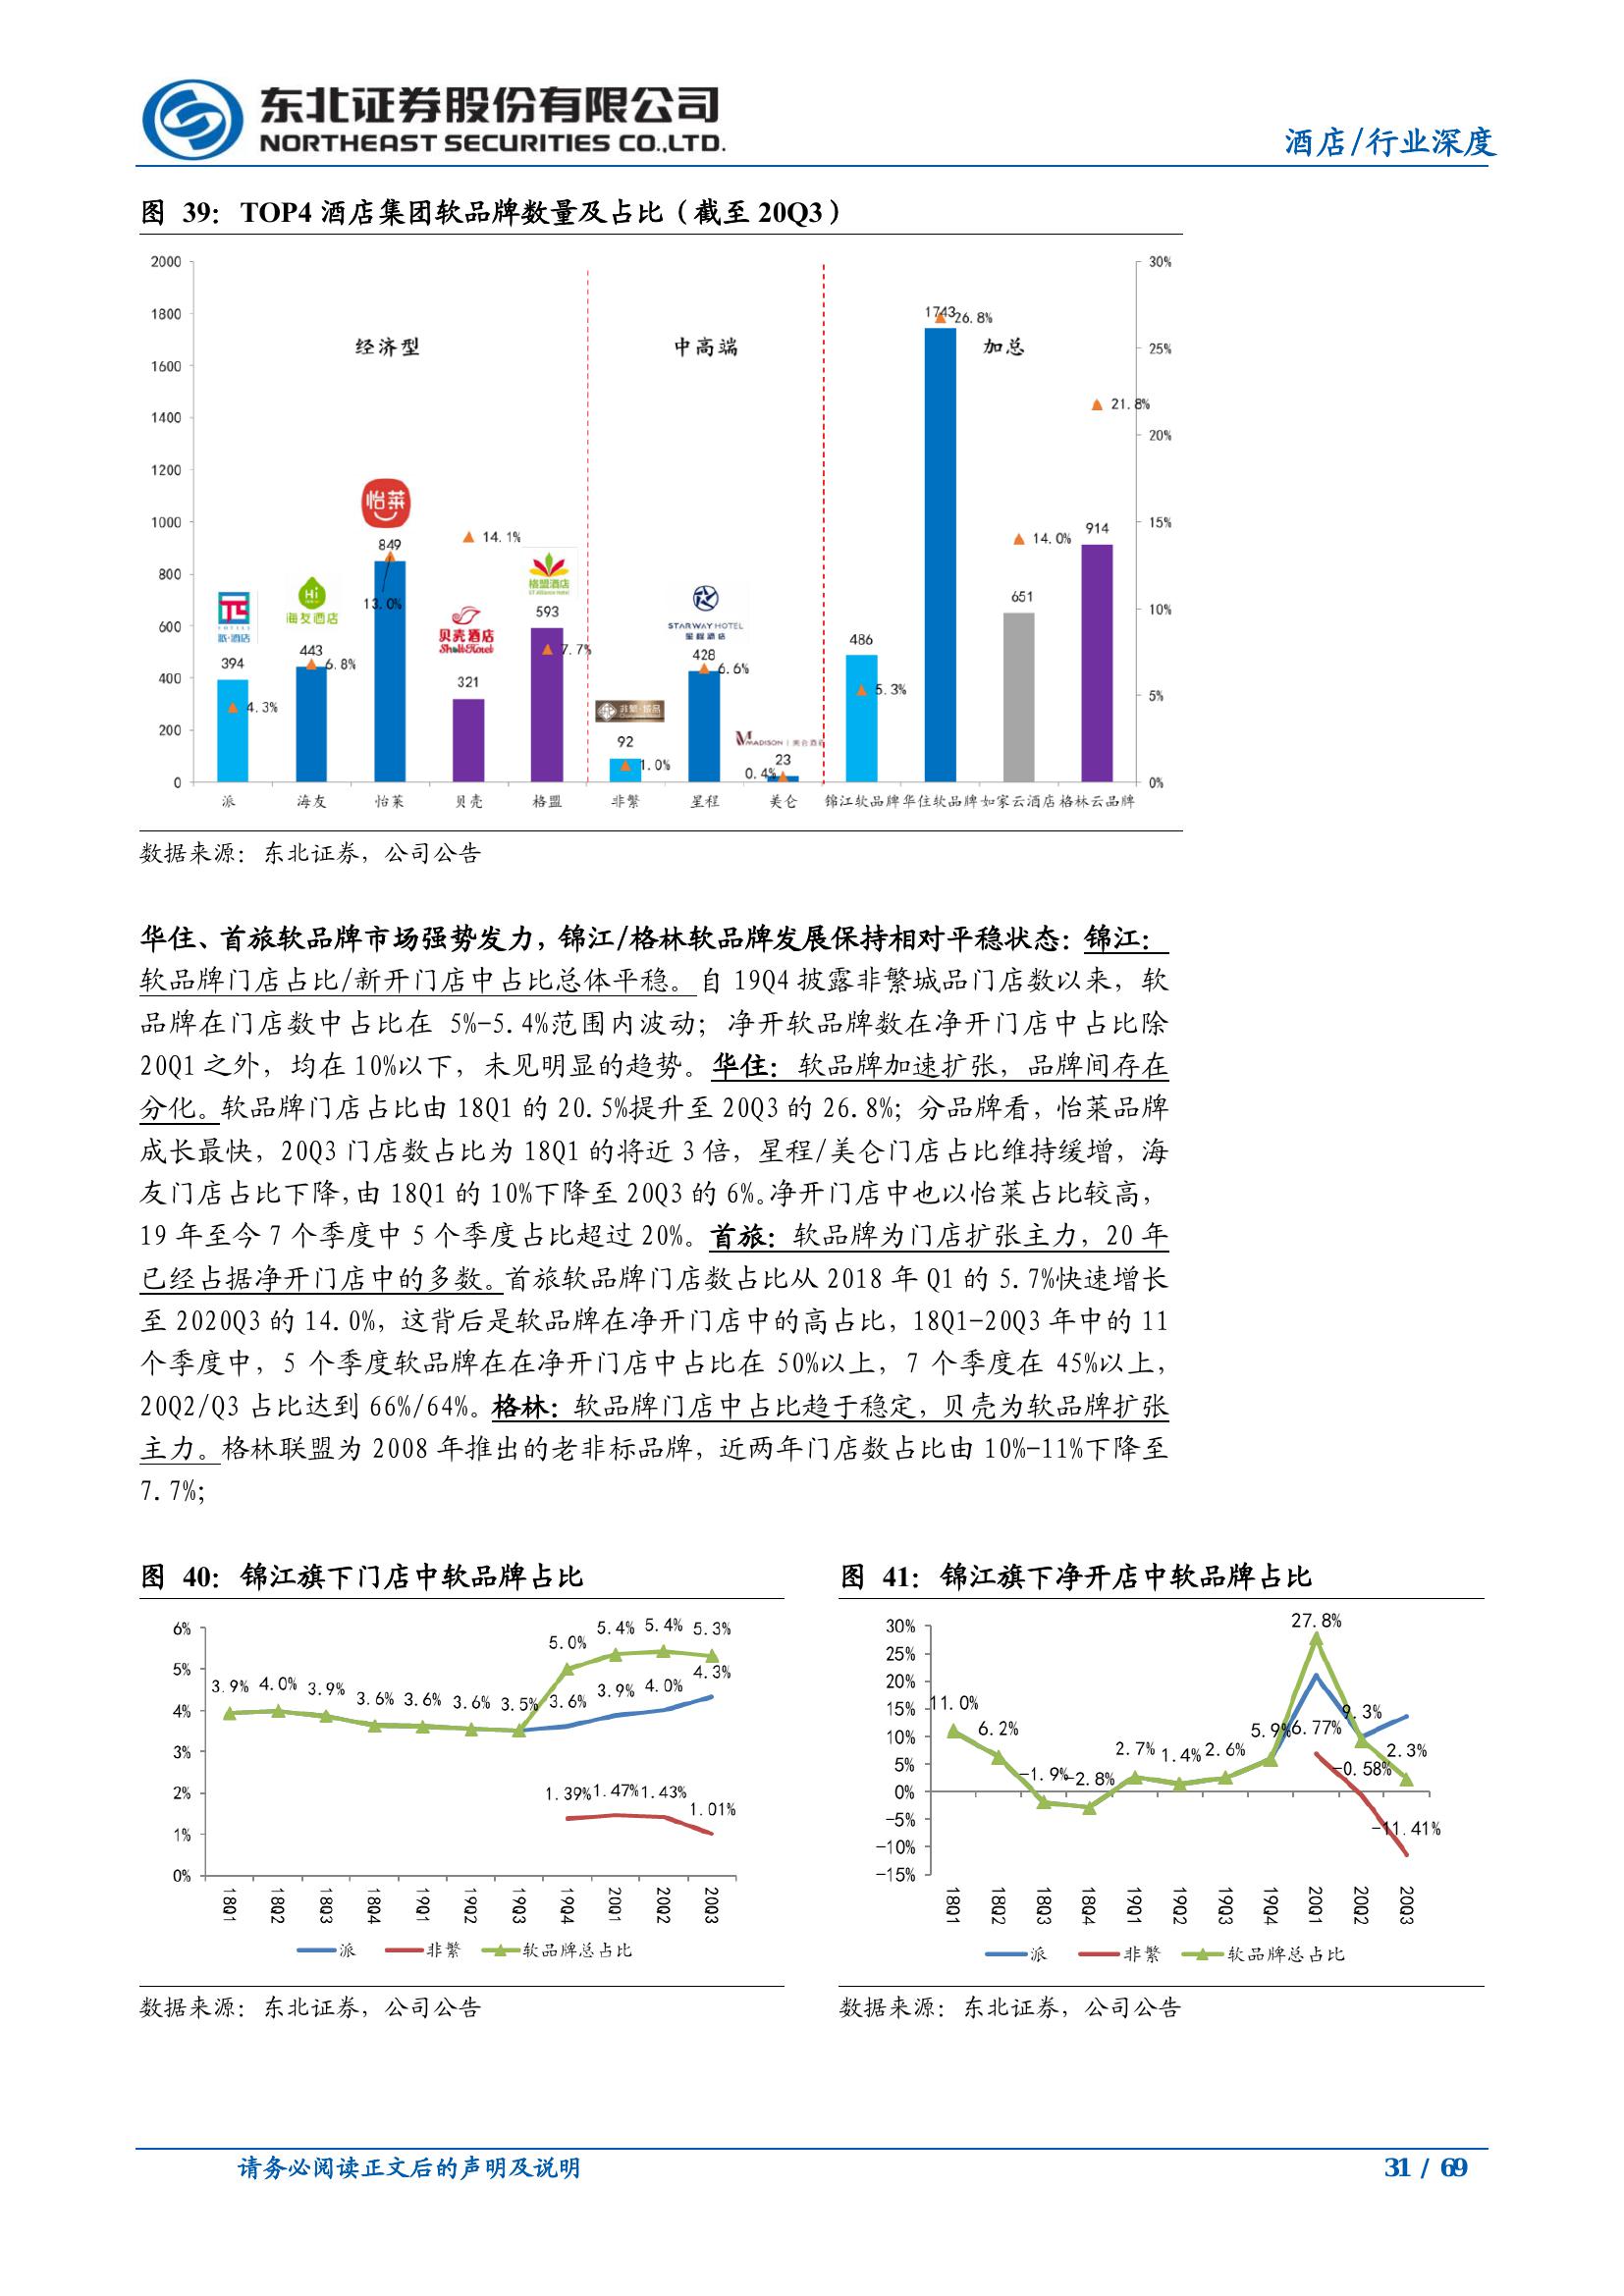 东北证券股份有限公司
NORTHEAST SECURITIES CO.,LTD.
酒店/行业深度
图 39：TOP4 酒店集团软品牌数量及占比（截至 20Q3）
2000
1800
1600
1400
1200
1000
800
600
400
200
0
30%
25%
20%
15%
10%
5%
0%
经济型
中高端
加总
1743
26.8%
21.8%
怡莱
849
13.0%
14.1%
格盟酒店
593
7.7%
914
651
14.0%
派·酒店
394
4.3%
Hi
海友酒店
443
6.8%
贝壳酒店
321
STARWAY HOTEL
星程酒店
428
6.6%
92
1.0%
MADISON
23
0.4%
486
5.3%
派 海友 怡莱 贝壳 格盟 非繁 星程 美仑 锦江软品牌 华住软品牌 如家云酒店 格林云品牌
数据来源：东北证券，公司公告
华住、首旅软品牌市场强势发力，锦江/格林软品牌发展保持相对平稳状态：锦江：
软品牌门店占比/新开门店中占比总体平稳。自 19Q4 披露非繁城品门店数以来，软
品牌在门店数中占比在 5%-5.4%范围内波动；净开软品牌数在净开门店中占比除
20Q1 之外，均在 10%以下，未见明显的趋势。华住：软品牌加速扩张，品牌间存在
分化。软品牌门店占比由 18Q1 的 20.5%提升至 20Q3 的 26.8%；分品牌看，怡莱品牌
成长最快，20Q3 门店数占比为 18Q1 的将近 3 倍，星程/美仑门店占比维持缓增，海
友门店占比下降,由 18Q1 的 10%下降至 20Q3 的 6%。净开门店中也以怡莱占比较高，
19 年至今 7 个季度中 5 个季度占比超过 20%。首旅：软品牌为门店扩张主力，20 年
已经占据净开门店中的多数。首旅软品牌门店数占比从 2018 年 Q1 的 5.7%快速增长
至 2020Q3 的 14.0%，这背后是软品牌在净开门店中的高占比，18Q1-20Q3 年中的 11
个季度中，5 个季度软品牌在在净开门店中占比在 50%以上，7 个季度在 45%以上，
20Q2/Q3 占比达到 66%/64%。格林：软品牌门店中占比趋于稳定，贝壳为软品牌扩张
主力。格林联盟为 2008 年推出的老非标品牌，近两年门店数占比由 10%-11%下降至
7.7%；
图 40：锦江旗下门店中软品牌占比
6%
5%
4%
3%
2%
1%
0%
3.9% 4.0% 3.9% 3.6% 3.6% 3.6% 3.5% 5.0% 5.4% 5.4% 5.3%
3.6% 3.9% 4.0% 4.3%
1.39% 1.47% 1.43% 1.01%
18Q1 18Q2 18Q3 18Q4 19Q1 19Q2 19Q3 19Q4 20Q1 20Q2 20Q3
派 非繁 软品牌总占比
数据来源：东北证券，公司公告
图 41：锦江旗下净开店中软品牌占比
30%
25%
20%
15%
10%
5%
0%
-5%
-10%
-15%
11.0% 6.2% -1.9% -2.8% 2.7% 1.4% 2.6% 5.9% 27.8% 9.3% 2.3%
6.77% -0.58% -11.41%
18Q1 18Q2 18Q3 18Q4 19Q1 19Q2 19Q3 19Q4 20Q1 20Q2 20Q3
派 非繁 软品牌总占比
数据来源：东北证券，公司公告
请务必阅读正文后的声明及说明
31 / 69